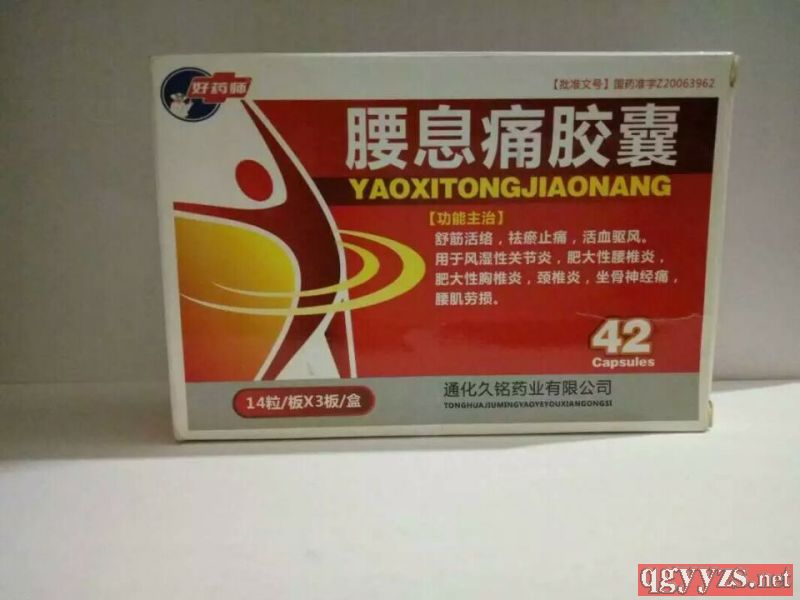 好药师
【批准文号】国药准字Z20063962
腰息痛胶囊
YAOXITONGJIAONANG
【功能主治】
舒筋活络，祛瘀止痛，活血驱风。
用于风湿性关节炎，肥大性腰椎炎，
肥大性胸椎炎，颈椎炎，坐骨神经痛，
腰肌劳损。
42
Capsules
14粒/板X3板/盒
通化久铭药业有限公司
TONGHUAJIUMINGYAOYEYOUXIANGONGSI
qgyyzs.net